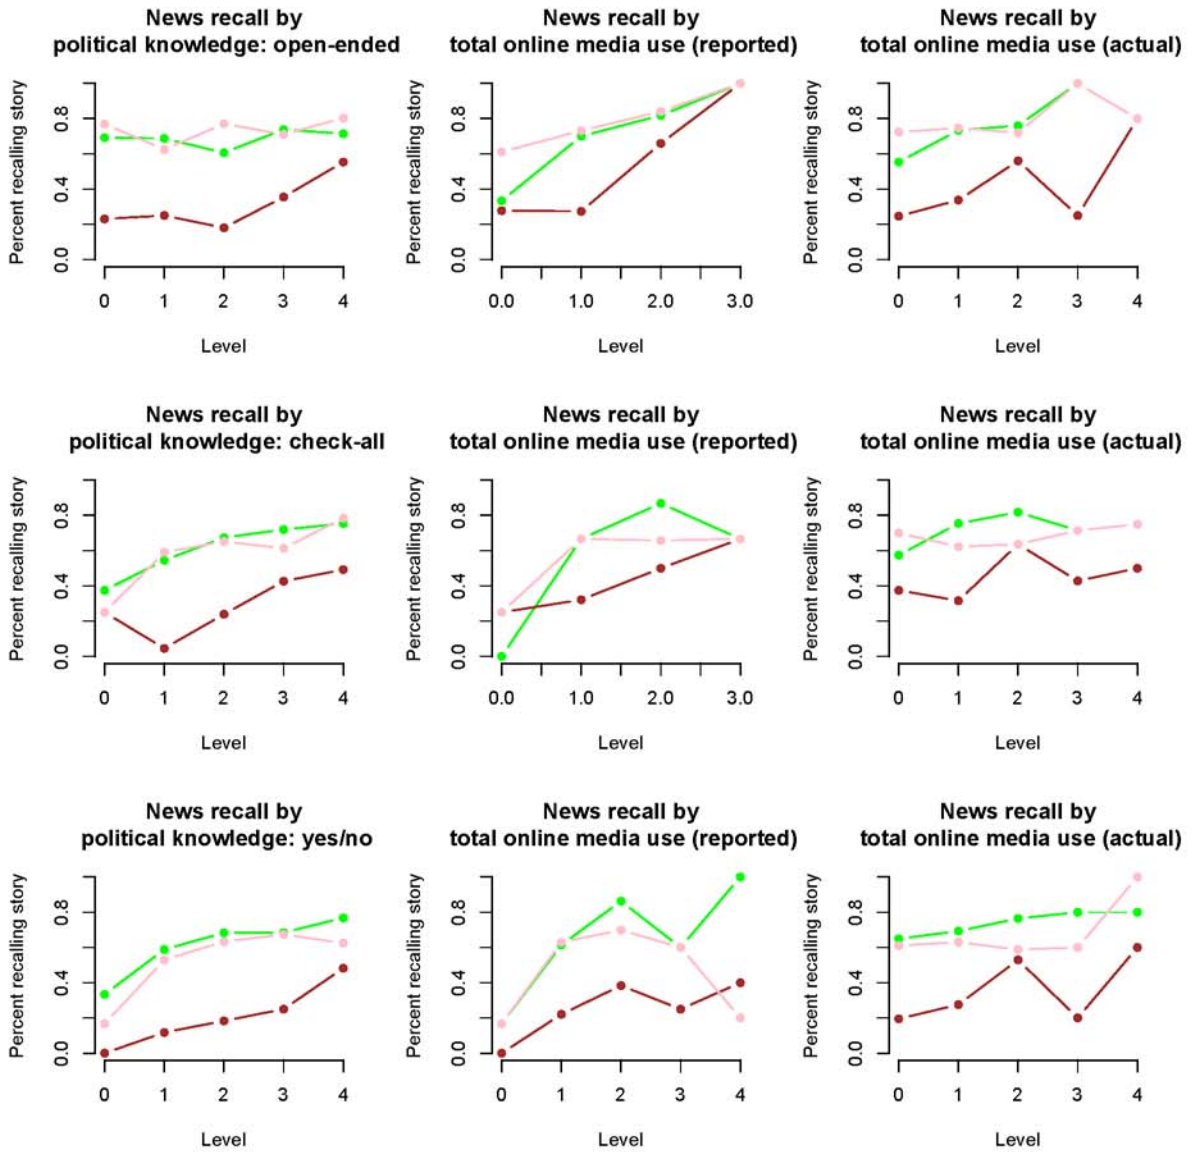 News recall by
political knowledge: open-ended
Percent recalling story
0.8
0.4
0.0
0 1 2 3 4
Level
News recall by
total online media use (reported)
Percent recalling story
0.8
0.4
0.0
0.0 1.0 2.0 3.0
Level
News recall by
total online media use (actual)
Percent recalling story
0.8
0.4
0.0
0 1 2 3 4
Level
News recall by
political knowledge: check-all
Percent recalling story
0.8
0.4
0.0
0 1 2 3 4
Level
News recall by
total online media use (reported)
Percent recalling story
0.8
0.4
0.0
0.0 1.0 2.0 3.0
Level
News recall by
total online media use (actual)
Percent recalling story
0.8
0.4
0.0
0 1 2 3 4
Level
News recall by
political knowledge: yes/no
Percent recalling story
0.8
0.4
0.0
0 1 2 3 4
Level
News recall by
total online media use (reported)
Percent recalling story
0.8
0.4
0.0
0 1 2 3 4
Level
News recall by
total online media use (actual)
Percent recalling story
0.8
0.4
0.0
0 1 2 3 4
Level